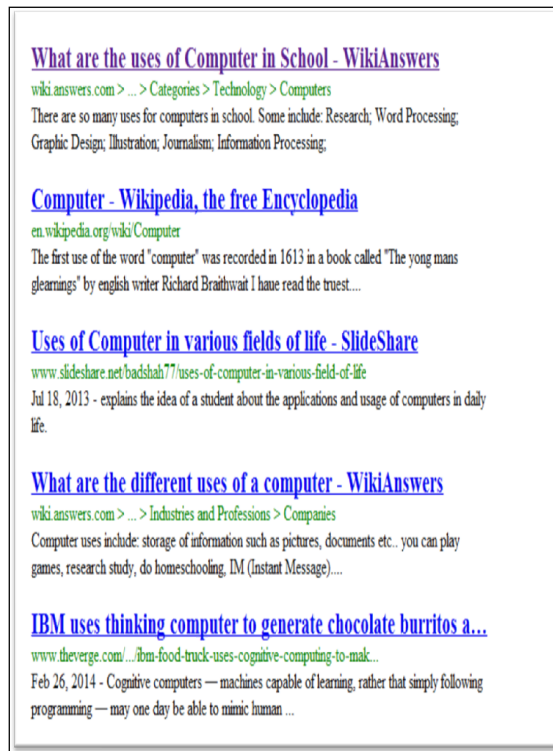 What are the uses of Computer in School - WikiAnswers
wiki.answers.com > ... > Categories > Technology > Computers
There are so many uses for computers in school. Some include: Research; Word Processing;
Graphic Design; Illustration; Journalism; Information Processing;
Computer - Wikipedia, the free Encyclopedia
en.wikipedia.org/wiki/Computer
The first use of the word "computer" was recorded in 1613 in a book called "The yong mans
glearnings" by english writer Richard Braithwait I haue read the truest....
Uses of Computer in various fields of life - SlideShare
www.slideshare.net/badshah77/uses-of-computer-in-various-field-of-life
Jul 18, 2013 - explains the idea of a student about the applications and usage of computers in daily
life.
What are the different uses of a computer - WikiAnswers
wiki.answers.com > ... > Industries and Professions > Companies
Computer uses include: storage of information such as pictures, documents etc.. you can play
games, research study, do homeschooling, IM (Instant Message)....
IBM uses thinking computer to generate chocolate burritos a...
www.theverge.com/.../ibm-food-truck-uses-cognitive-computing-to-mak...
Feb 26, 2014 - Cognitive computers — machines capable of learning, rather that simply following
programming — may one day be able to mimic human ...